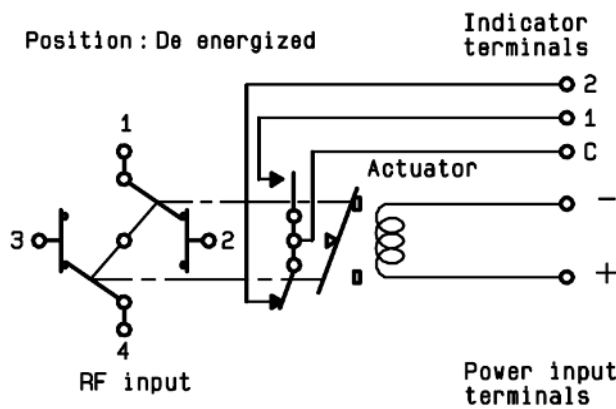 Position : De energized
Indicator
terminals
2
1
C
1
Actuator
−
3
2
+
4
RF input
Power input
terminals